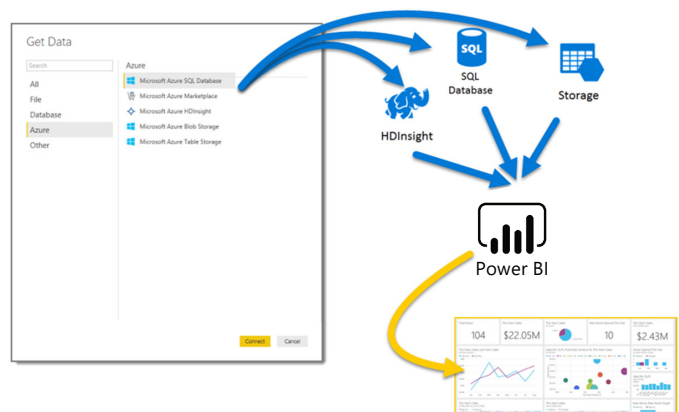 Get Data
Search
All
File
Database
Azure
Other
Azure
Microsoft Azure SQL Database
Microsoft Azure Marketplace
Microsoft Azure HDInsight
Microsoft Azure Blob Storage
Microsoft Azure Table Storage
Connect
Cancel
SQL
SQL
Database
Storage
HDInsight
Power BI
104
$22.05M
10
$2.43M